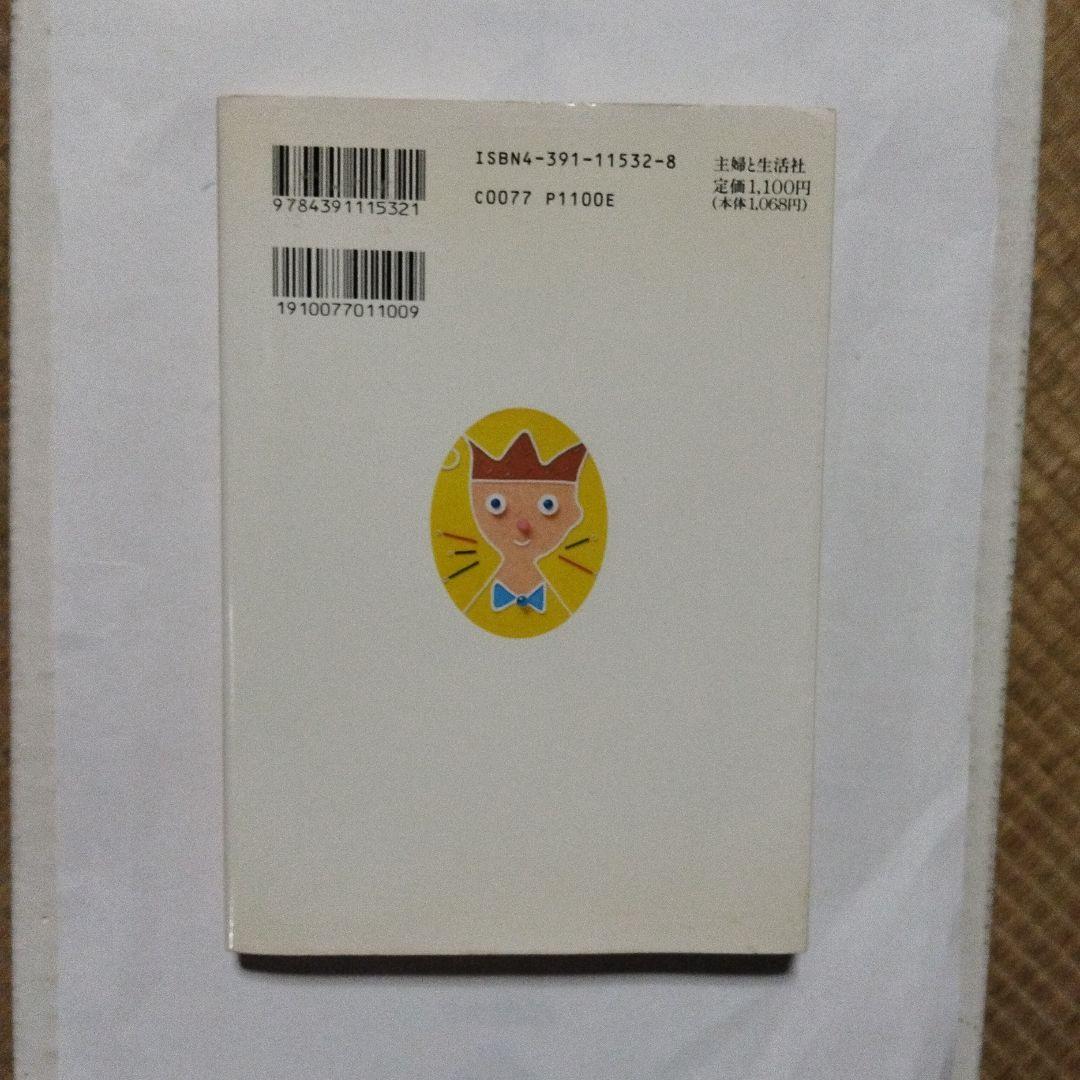 9784391115321
1910077011009
ISBN4-391-11532-8
C0077 P1100E
主婦と生活社
定価1,100円
(本体1,068円)